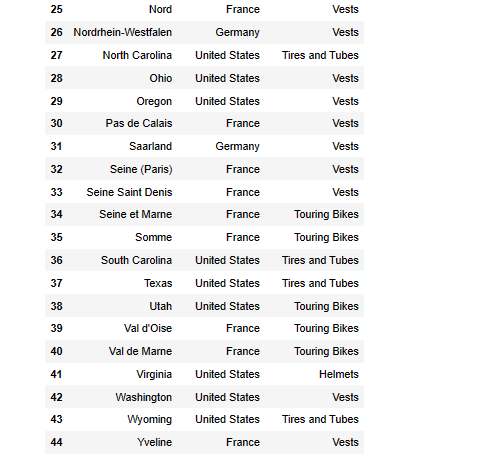 25 Nord France Vests
26 Nordrhein-Westfalen Germany Vests
27 North Carolina United States Tires and Tubes
28 Ohio United States Vests
29 Oregon United States Vests
30 Pas de Calais France Vests
31 Saarland Germany Vests
32 Seine (Paris) France Vests
33 Seine Saint Denis France Vests
34 Seine et Marne France Touring Bikes
35 Somme France Touring Bikes
36 South Carolina United States Tires and Tubes
37 Texas United States Tires and Tubes
38 Utah United States Touring Bikes
39 Val d'Oise France Touring Bikes
40 Val de Marne France Touring Bikes
41 Virginia United States Helmets
42 Washington United States Vests
43 Wyoming United States Tires and Tubes
44 Yveline France Vests